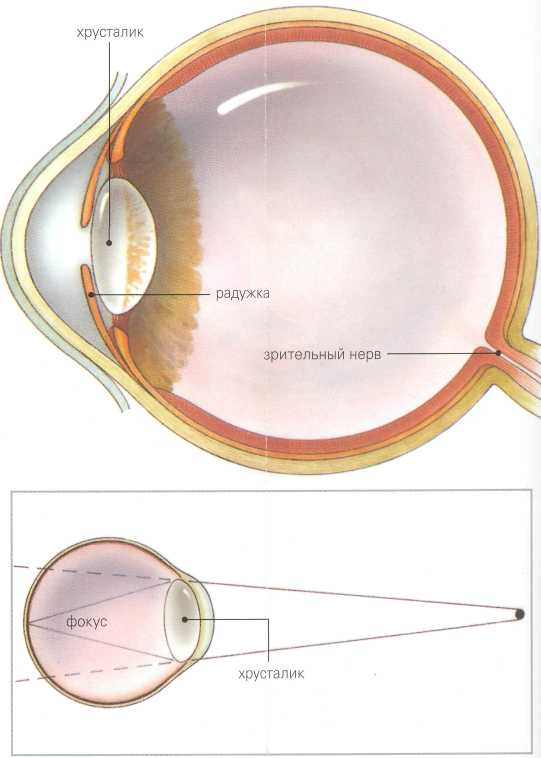 хрусталик
радужка
зрительный нерв
фокус
хрусталик